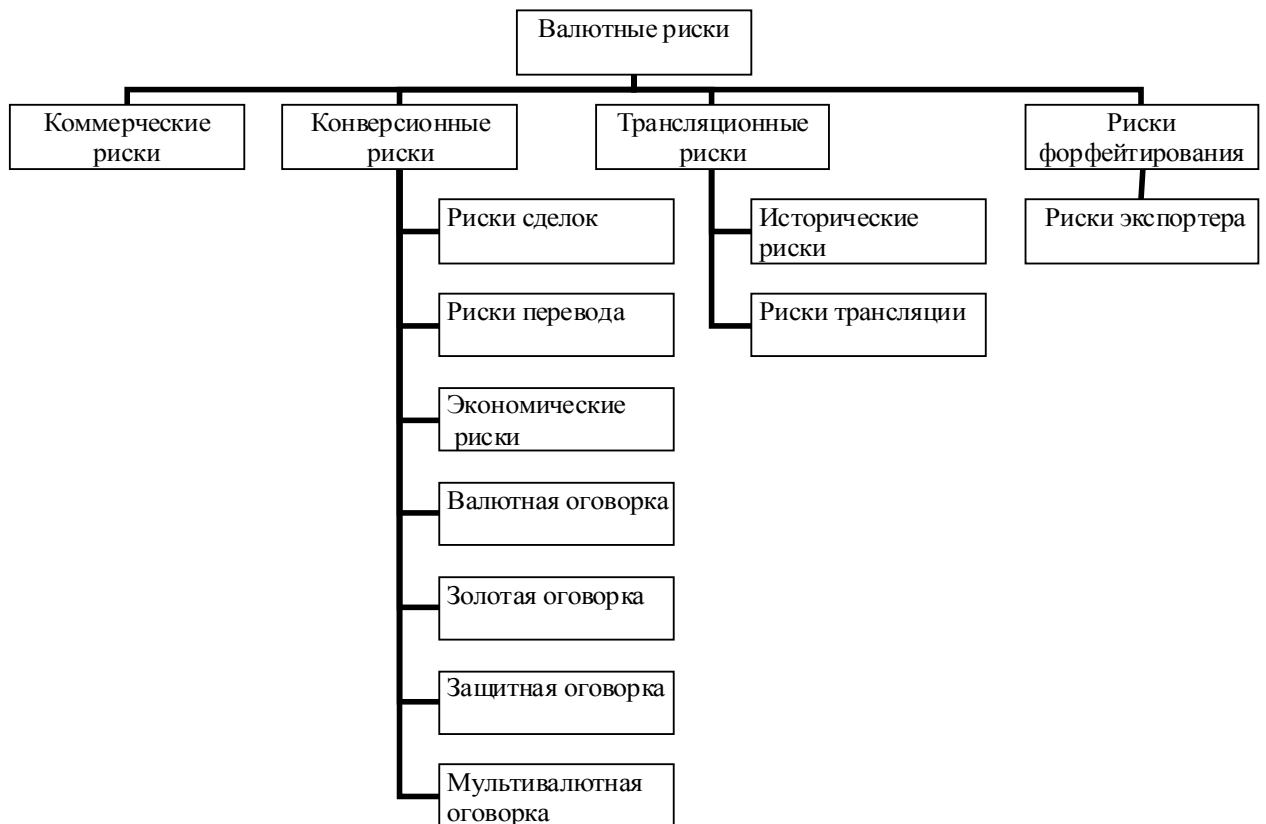 Валютные риски
Коммерческие
риски
Конверсионные
риски
Трансляционные
риски
Риски
форфейтирования
Риски сделок
Риски перевода
Экономические
риски
Валютная оговорка
Золотая оговорка
Защитная оговорка
Мультивалютная
оговорка
Исторические
риски
Риски трансляции
Риски экспортера